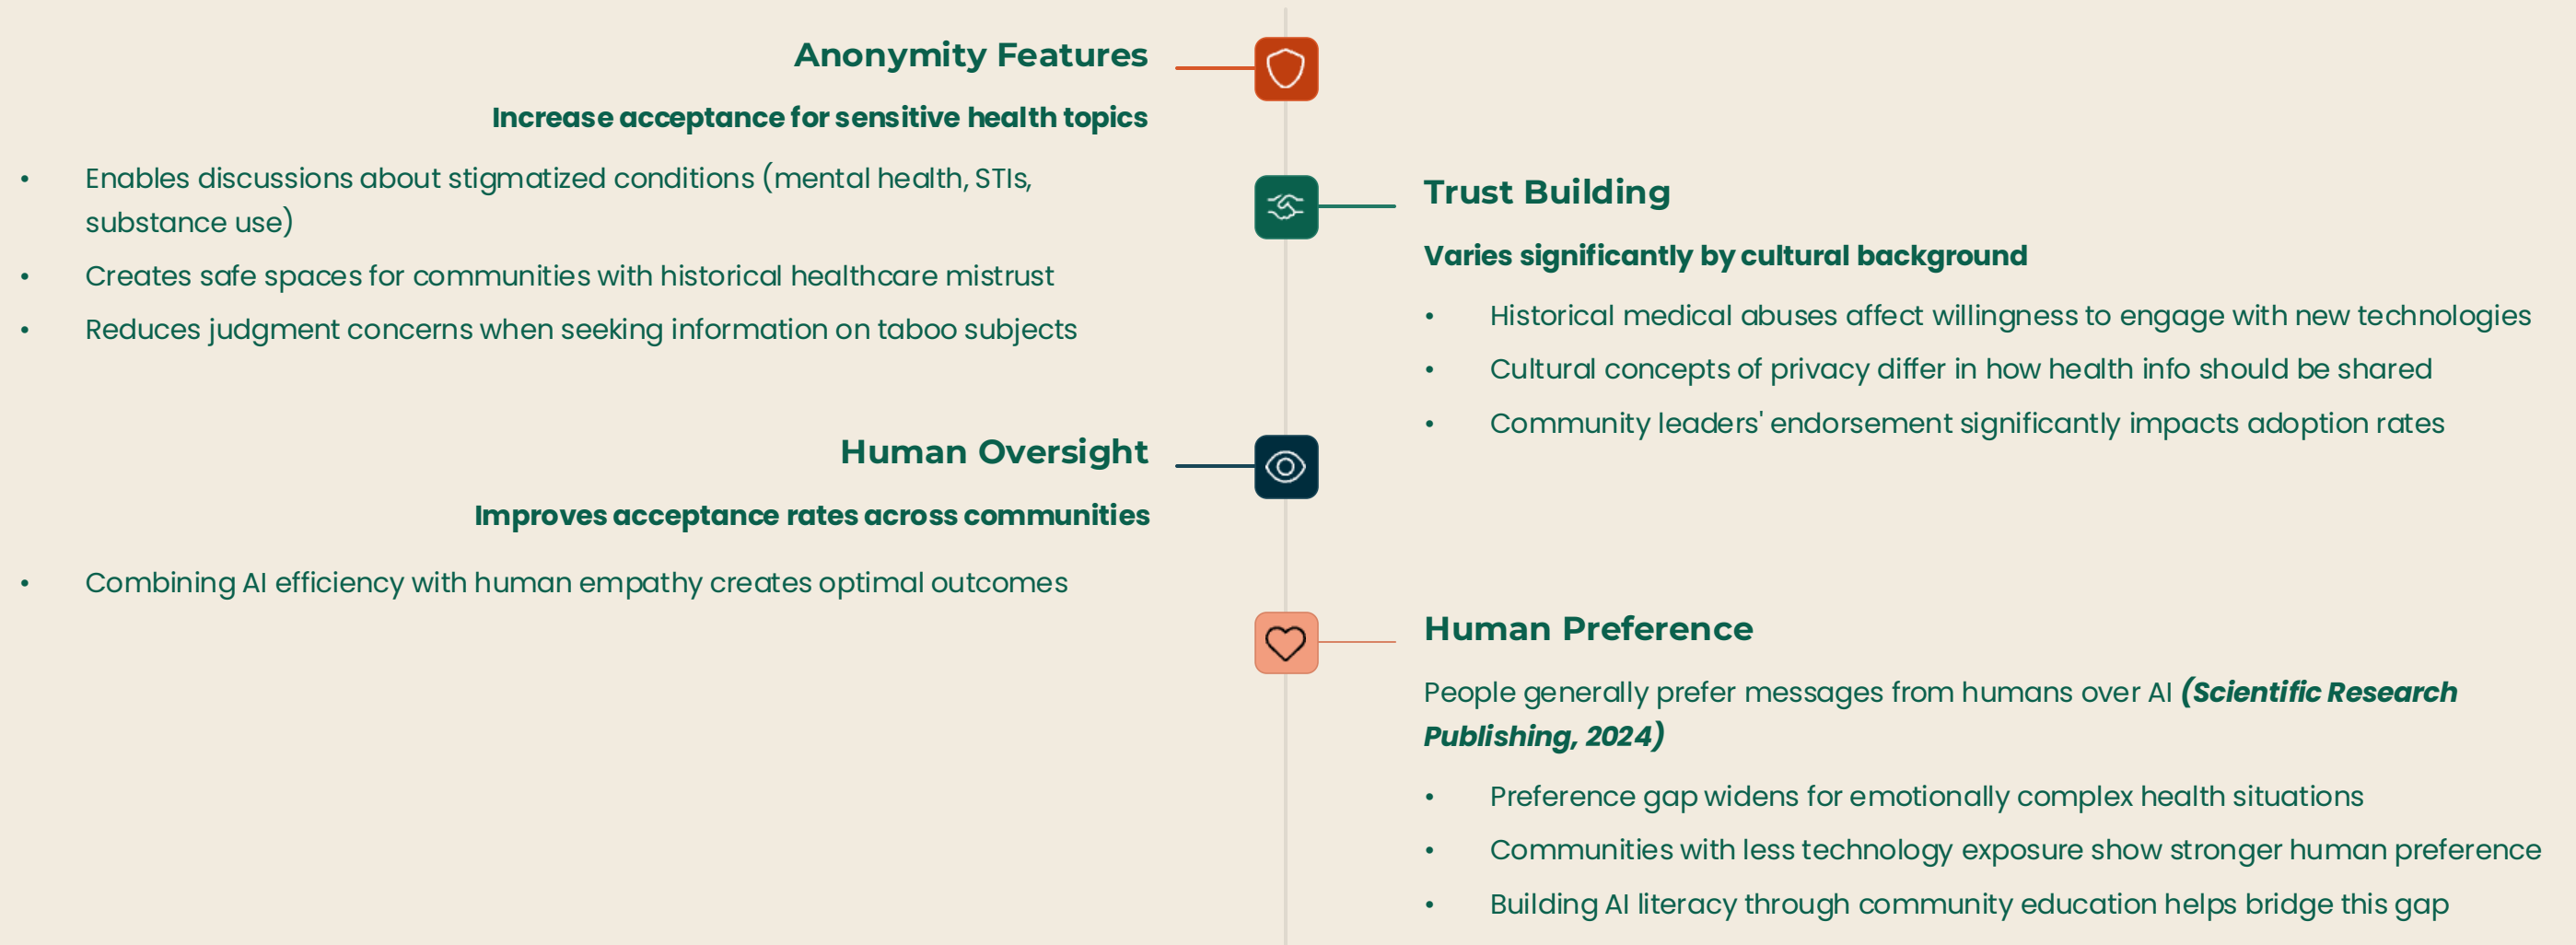 Anonymity Features
Increase acceptance for sensitive health topics
• Enables discussions about stigmatized conditions (mental health, STIs,
substance use)
• Creates safe spaces for communities with historical healthcare mistrust
• Reduces judgment concerns when seeking information on taboo subjects
Trust Building
Varies significantly by cultural background
• Historical medical abuses affect willingness to engage with new technologies
• Cultural concepts of privacy differ in how health info should be shared
• Community leaders' endorsement significantly impacts adoption rates
Human Oversight
Improves acceptance rates across communities
• Combining AI efficiency with human empathy creates optimal outcomes
Human Preference
People generally prefer messages from humans over AI (Scientific Research
Publishing, 2024)
• Preference gap widens for emotionally complex health situations
• Communities with less technology exposure show stronger human preference
• Building AI literacy through community education helps bridge this gap